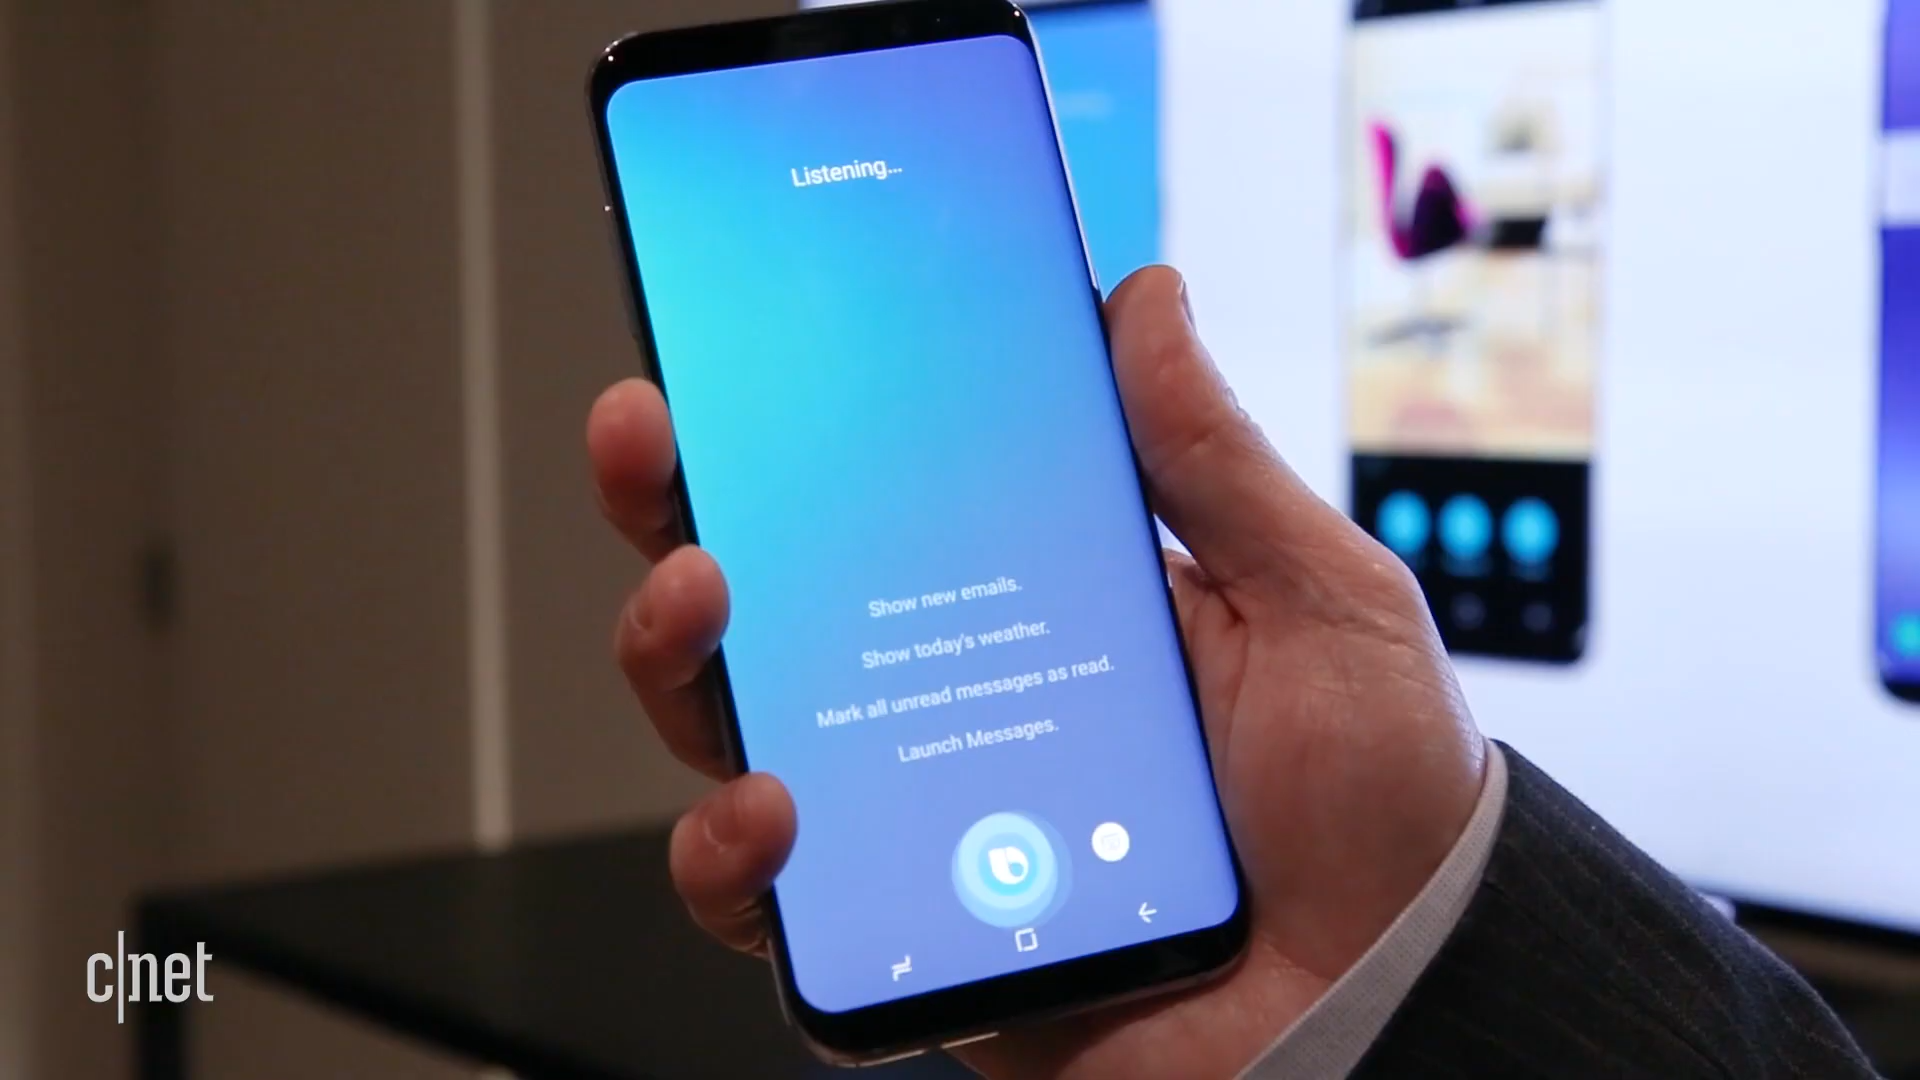 Listening...
Show new emails.
Show today's weather.
Mark all unread messages as read.
Launch Messages.
c|net